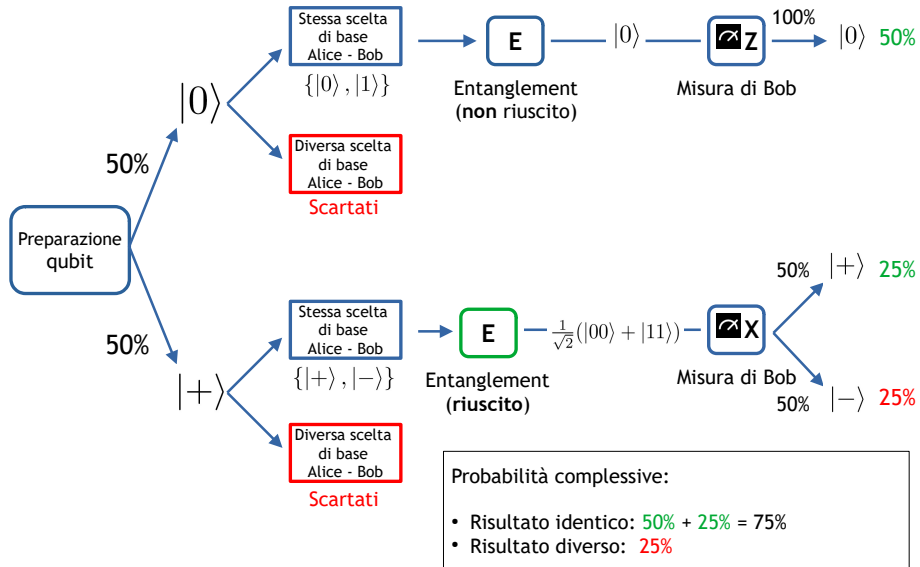 Stessa scelta
di base
Alice - Bob
{|0⟩ , |1⟩}
E
Entanglement
(non riuscito)
|0⟩
Z
Misura di Bob
100%
|0⟩ 50%
|0⟩
50%
Diversa scelta
di base
Alice - Bob
Scartati
Preparazione
qubit
50%
|+⟩
Stessa scelta
di base
Alice - Bob
{|+⟩ , |−⟩}
E
Entanglement
(riuscito)
1/√2(|00⟩ + |11⟩)
X
Misura di Bob
50%
|+⟩ 25%
50%
|−⟩ 25%
Diversa scelta
di base
Alice - Bob
Scartati
Probabilità complessive:
• Risultato identico: 50% + 25% = 75%
• Risultato diverso: 25%